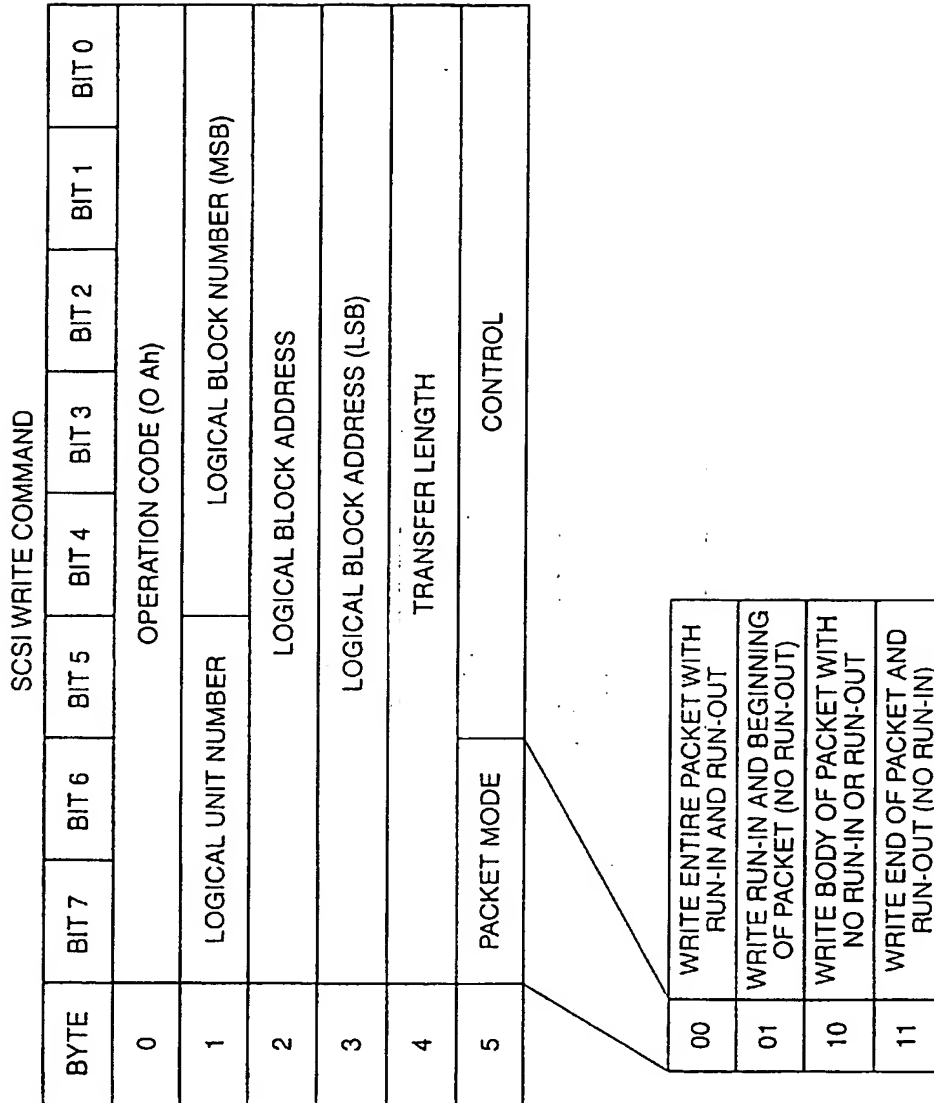 SCSI WRITE COMMAND
BYTE BIT 7 BIT 6 BIT 5 BIT 4 BIT 3 BIT 2 BIT 1 BIT 0
0 OPERATION CODE (O Ah)
1 LOGICAL UNIT NUMBER LOGICAL BLOCK NUMBER (MSB)
2 LOGICAL BLOCK ADDRESS
3 LOGICAL BLOCK ADDRESS (LSB)
4 TRANSFER LENGTH
5 PACKET MODE CONTROL
00 WRITE ENTIRE PACKET WITH
RUN-IN AND RUN-OUT
01 WRITE RUN-IN AND BEGINNING
OF PACKET (NO RUN-OUT)
10 WRITE BODY OF PACKET WITH
NO RUN-IN OR RUN-OUT
11 WRITE END OF PACKET AND
RUN-OUT (NO RUN-IN)